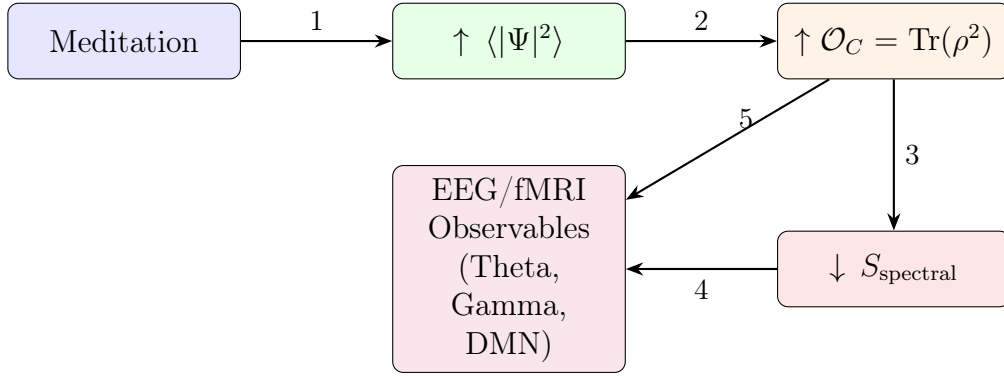 Meditation
1
↑ ⟨|Ψ|²⟩
2
↑ 𝒪_C = Tr(ρ²)
5
3
EEG/fMRI
Observables
(Theta,
Gamma,
DMN)
4
↓ S_spectral